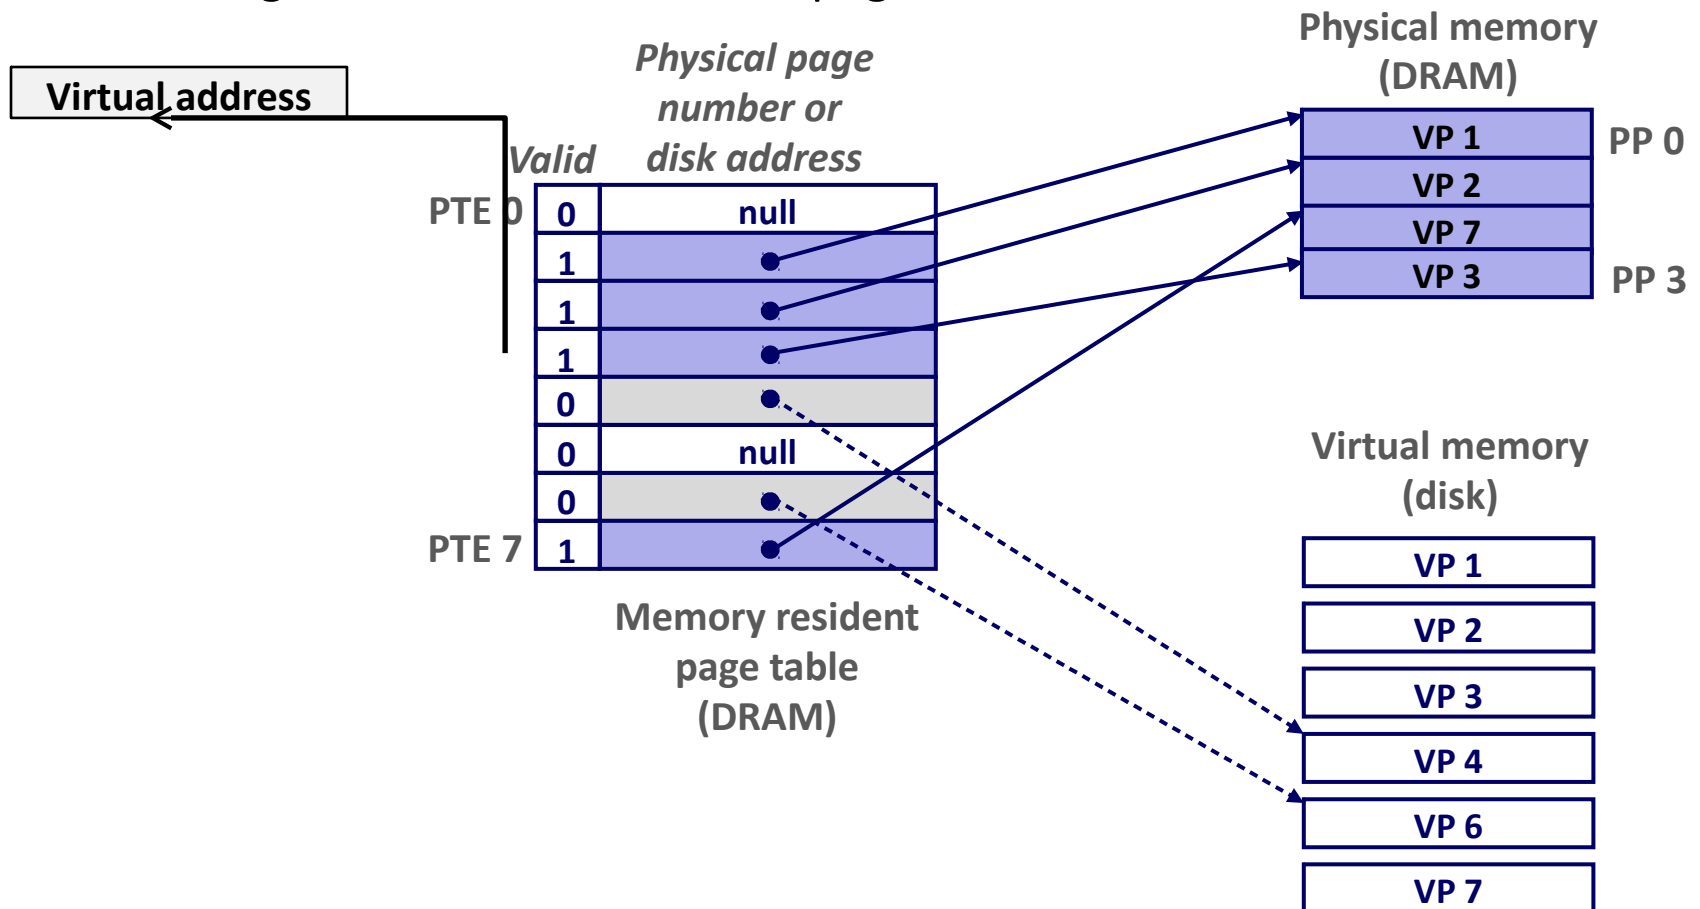 Physical memory
(DRAM)
Physical page
number or
disk address
Virtual address
Valid
VP 1
PP 0
VP 2
VP 7
VP 3
PP 3
PTE 0
0
null
1
1
1
0
0
null
0
PTE 7
1
Memory resident
page table
(DRAM)
Virtual memory
(disk)
VP 1
VP 2
VP 3
VP 4
VP 6
VP 7